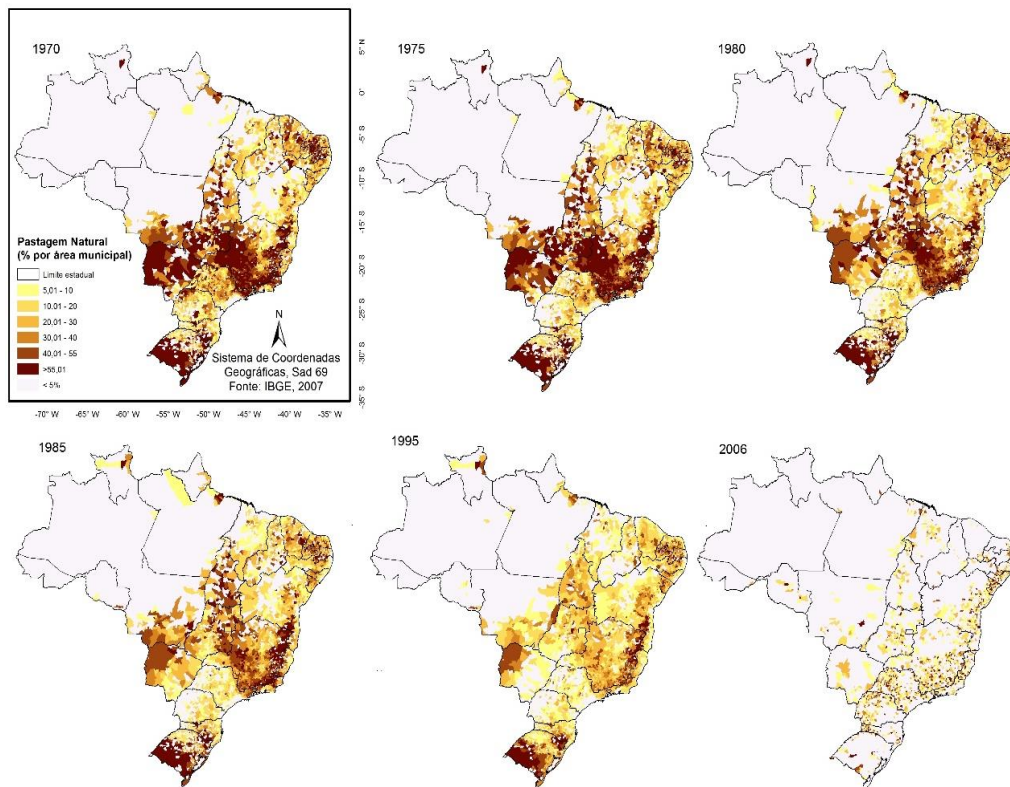 1970
1975
1980
5° N
0°
-5° S
-10° S
-15° S
-20° S
-25° S
-30° S
-35° S
Pastagem Natural
(% por área municipal)
Limite estadual
5,01 - 10
10,01 - 20
20,01 - 30
30,01 - 40
40,01 - 55
>55,01
< 5%
N
Sistema de Coordenadas
Geográficas, Sad 69
Fonte: IBGE, 2007
-70° W -65° W -60° W -55° W -50° W -45° W -40° W -35° W
1985
1995
2006